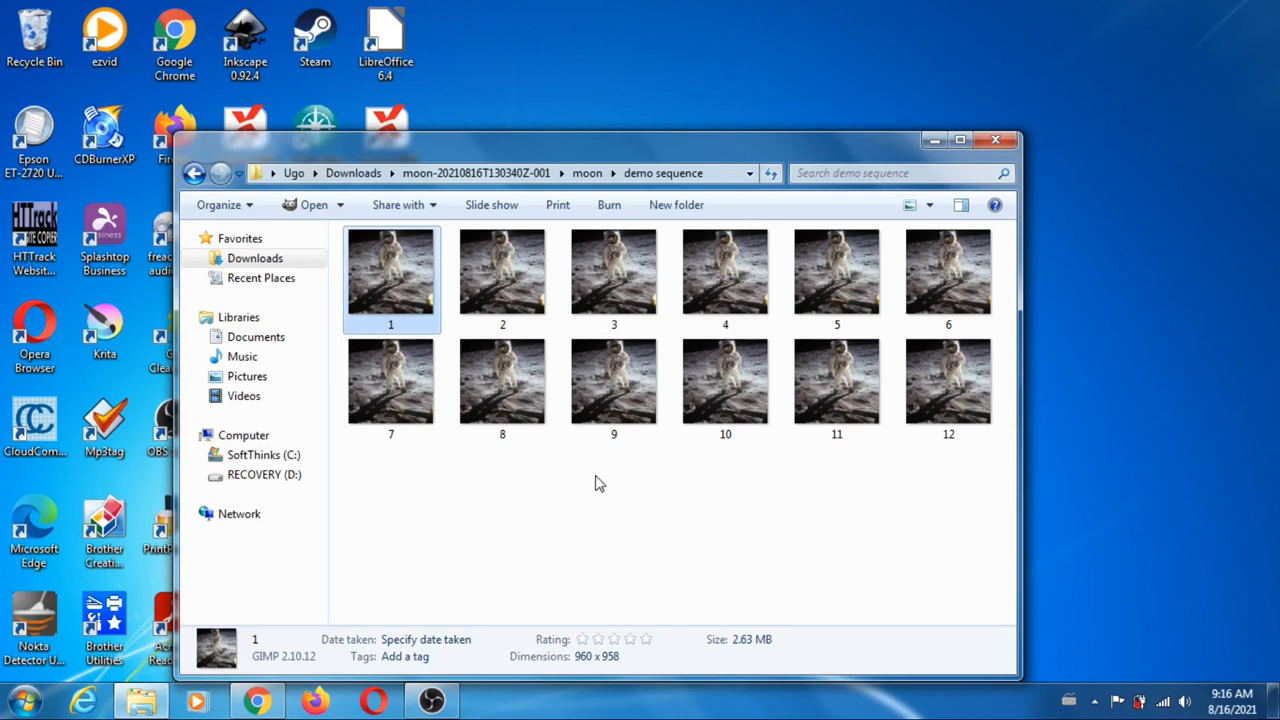 Recycle Bin
ezvid
Google
Chrome
Inkscape
0.92.4
Steam
LibreOffice
6.4
Epson
ET-2720 U...
CDBurnerXP
Ugo
Downloads
moon-20210816T130340Z-001
moon
demo sequence
Search demo sequence
Organize
Open
Share with
Slide show
Print
Burn
New folder
HTTrack
SITE COPIER
HTTrack
Websit...
Splashtop
Business
Favorites
Downloads
Recent Places
Libraries
Documents
Music
Pictures
Videos
Computer
SoftThinks (C:)
RECOVERY (D:)
Network
1
2
3
4
5
6
7
8
9
10
11
12
Opera
Browser
Krita
CloudCom...
Mp3tag
OBS
Microsoft
Edge
Brother
Creati...
Nokta
Detector U...
Brother
Utilities
1
GIMP 2.10.12
Date taken: Specify date taken
Tags: Add a tag
Rating:
Dimensions: 960 x 958
Size: 2.63 MB
9:16 AM
8/16/2021